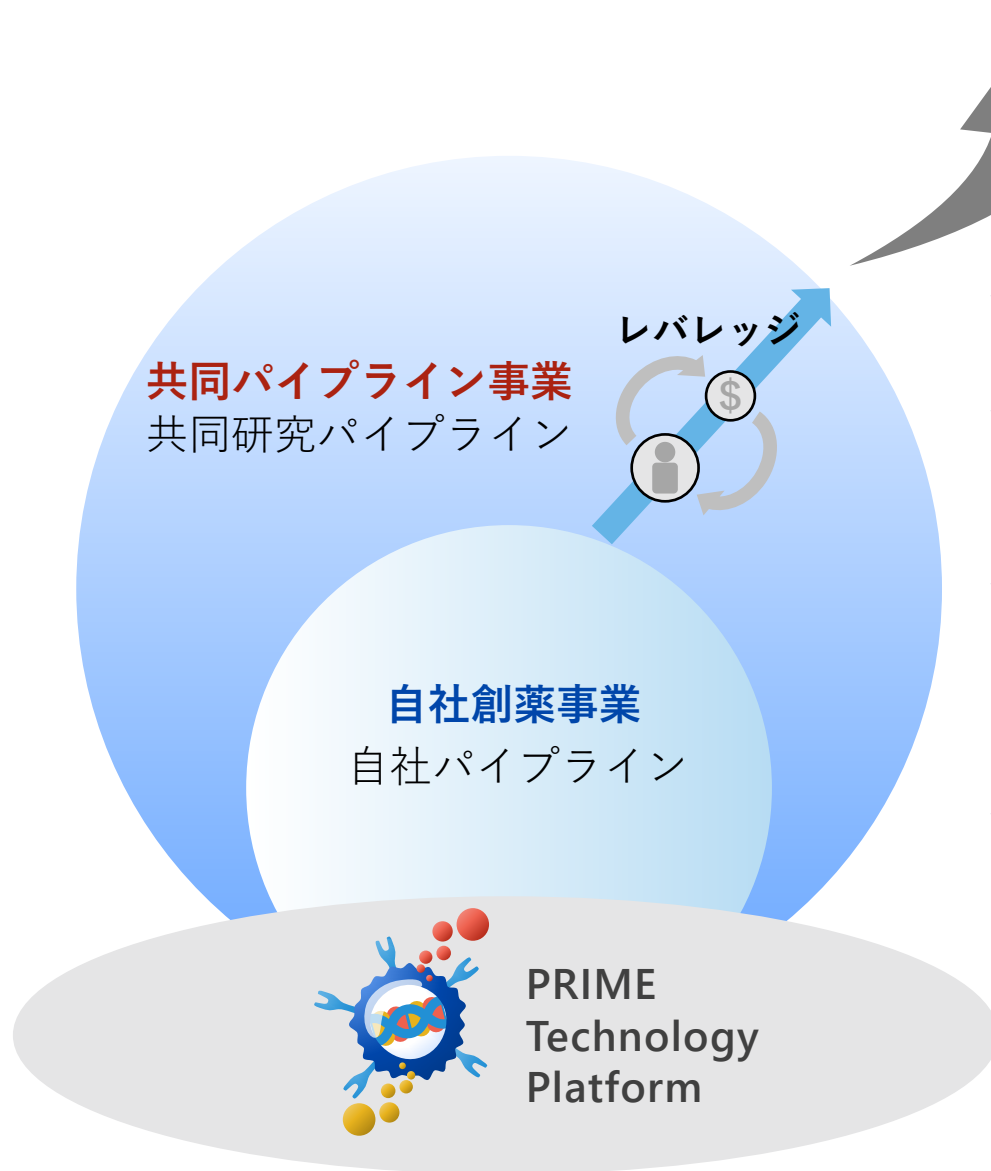 レバレッジ
$
共同パイプライン事業
共同研究パイプライン
自社創薬事業
自社パイプライン
PRIME
Technology
Platform